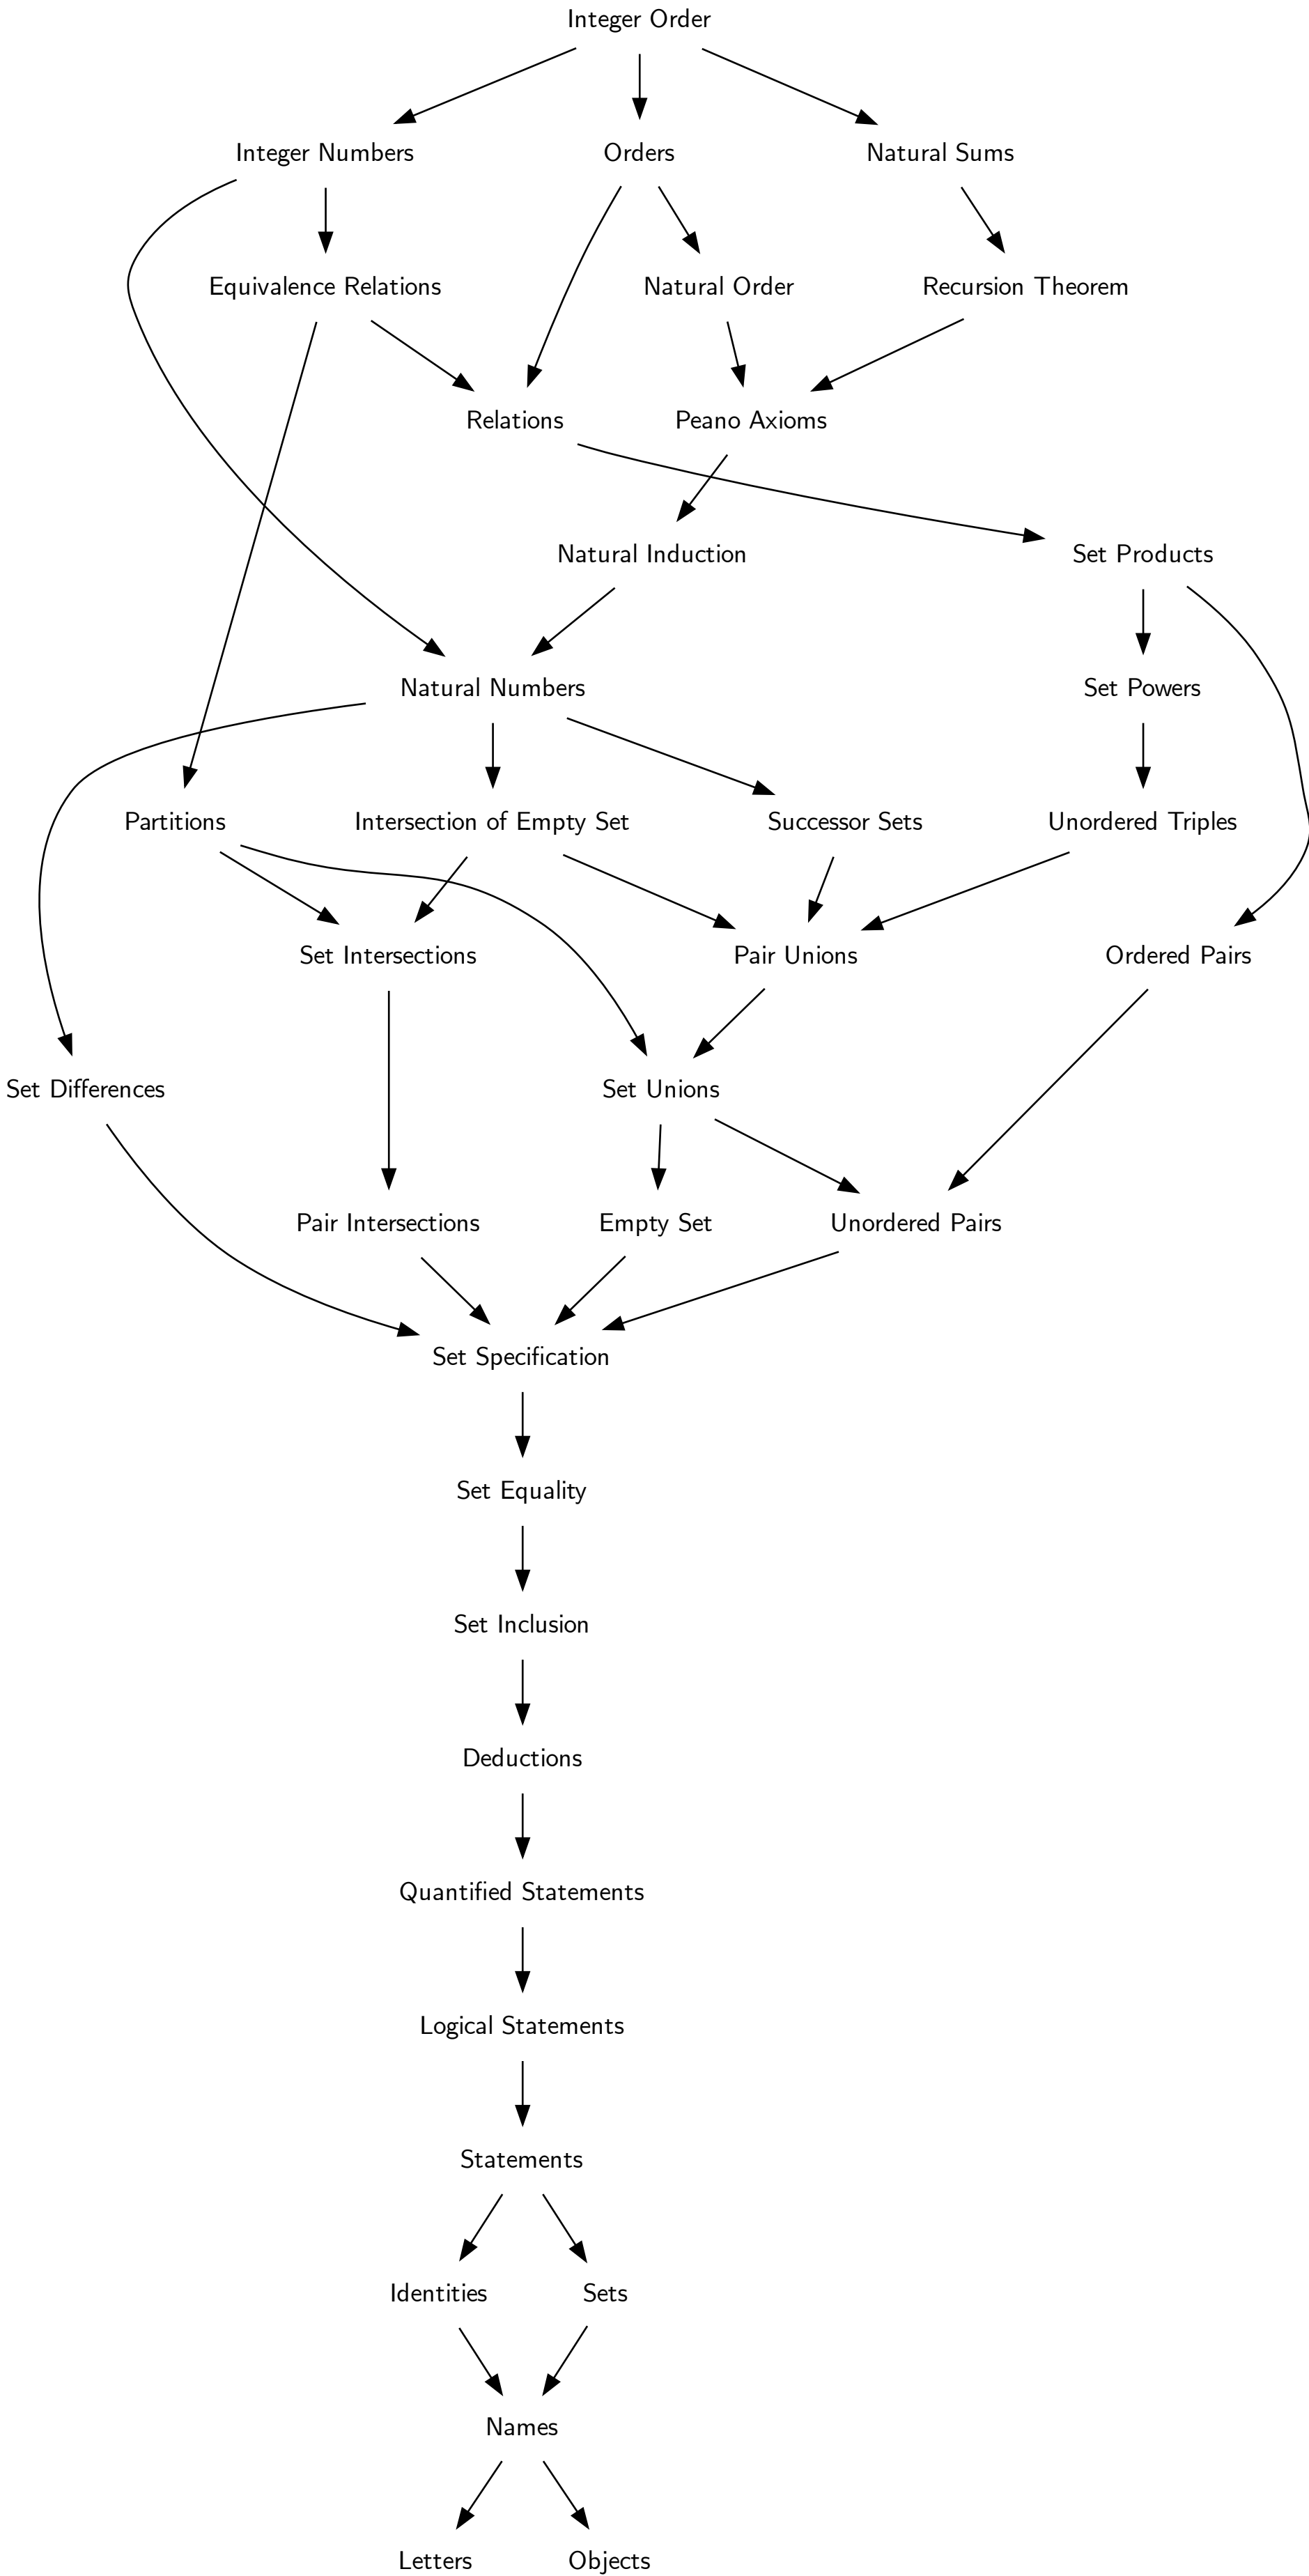 Integer Order
Integer Numbers
Orders
Natural Sums
Equivalence Relations
Natural Order
Recursion Theorem
Relations
Peano Axioms
Natural Induction
Set Products
Natural Numbers
Set Powers
Partitions
Intersection of Empty Set
Successor Sets
Unordered Triples
Set Intersections
Pair Unions
Ordered Pairs
Set Differences
Set Unions
Pair Intersections
Empty Set
Unordered Pairs
Set Specification
Set Equality
Set Inclusion
Deductions
Quantified Statements
Logical Statements
Statements
Identities
Sets
Names
Letters
Objects